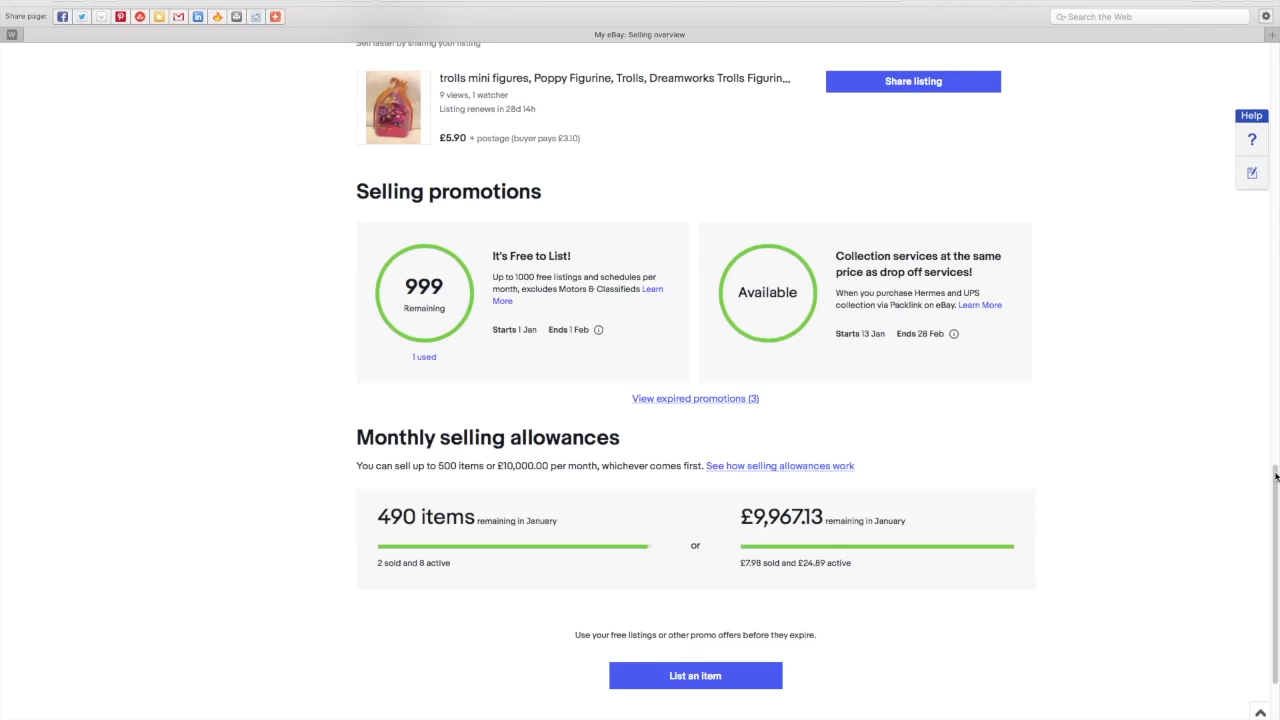 Share page:
Search the Web
W
My eBay: Selling overview
Sell faster by sharing your listing
trolls mini figures, Poppy Figurine, Trolls, Dreamworks Trolls Figurin...
9 views, 1 watcher
Listing renews in 28d 14h
£5.90 + postage (buyer pays £3.10)
Share listing
Help
?
Selling promotions
999
Remaining
1 used
It's Free to List!
Up to 1000 free listings and schedules per
month, excludes Motors & Classifieds Learn
More
Starts 1 Jan Ends 1 Feb
Available
Collection services at the same
price as drop off services!
When you purchase Hermes and UPS
collection via Packlink on eBay. Learn More
Starts 13 Jan Ends 28 Feb
View expired promotions (3)
Monthly selling allowances
You can sell up to 500 items or £10,000.00 per month, whichever comes first. See how selling allowances work
490 items remaining in January
2 sold and 8 active
or
£9,967.13 remaining in January
£7.98 sold and £24.89 active
Use your free listings or other promo offers before they expire.
List an item